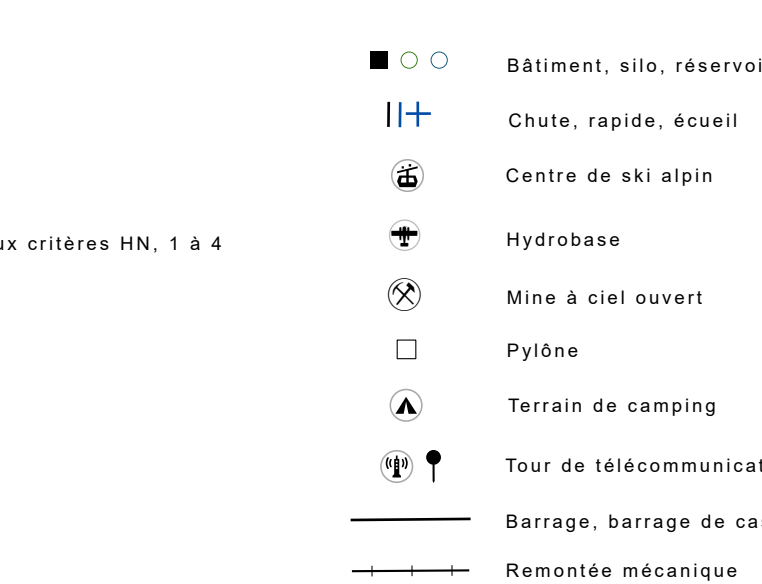 Bâtiment, silo, réservoi
Chute, rapide, écueil
Centre de ski alpin
Hydrobase
ux critères HN, 1 à 4
Mine à ciel ouvert
Pylône
Terrain de camping
Tour de télécommunicat
Barrage, barrage de cas
Remontée mécanique